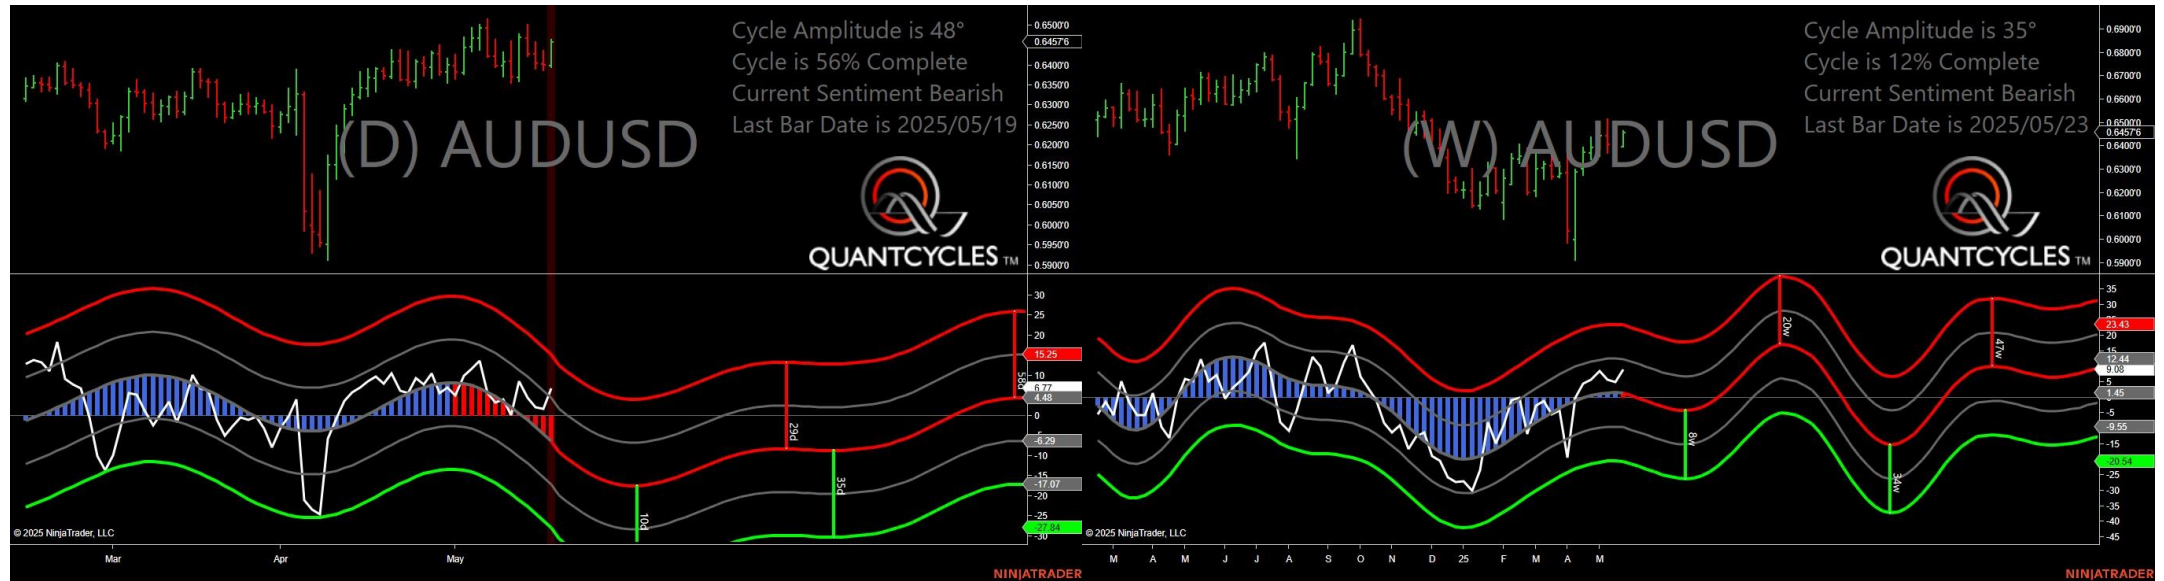 Cycle Amplitude is 48°
Cycle is 56% Complete
Current Sentiment Bearish
Last Bar Date is 2025/05/19
(D) AUDUSD
QUANTCYCLES TM
0.6500'0
0.6457'6
0.6400'0
0.6350'0
0.6300'0
0.6250'0
0.6200'0
0.6150'0
0.6100'0
0.6050'0
0.6000'0
0.5950'0
0.5900'0
30
25
20
15.25
10
6.77
4.48
0
-6.29
-10
-15
-17.07
-20
-25
-27.84
-30
10d
29d
35d
58d
© 2025 NinjaTrader, LLC
Mar
Apr
May
NINJATRADER
Cycle Amplitude is 35°
Cycle is 12% Complete
Current Sentiment Bearish
Last Bar Date is 2025/05/23
(W) AUDUSD
QUANTCYCLES TM
0.6900'0
0.6800'0
0.6700'0
0.6600'0
0.6500'0
0.6457'6
0.6400'0
0.6300'0
0.6200'0
0.6100'0
0.6000'0
0.5900'0
35
30
23.43
20
12.44
9.08
5
1.45
-5
-9.55
-15
-20.54
-25
-30
-35
-40
-45
8w
20w
34w
47w
© 2025 NinjaTrader, LLC
M A M J J A S O N D 25 F M A M
NINJATRADER